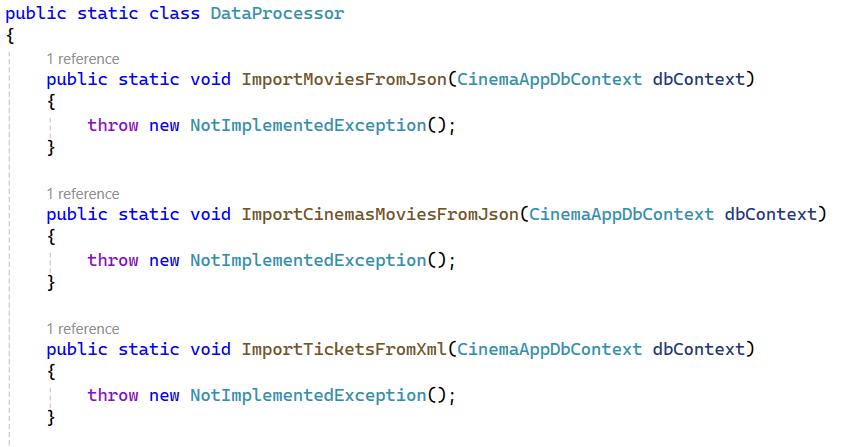 public static class DataProcessor
{
1 reference
public static void ImportMoviesFromJson(CinemaAppDbContext dbContext)
{
throw new NotImplementedException();
}
1 reference
public static void ImportCinemasMoviesFromJson(CinemaAppDbContext dbContext)
{
throw new NotImplementedException();
}
1 reference
public static void ImportTicketsFromXml(CinemaAppDbContext dbContext)
{
throw new NotImplementedException();
}